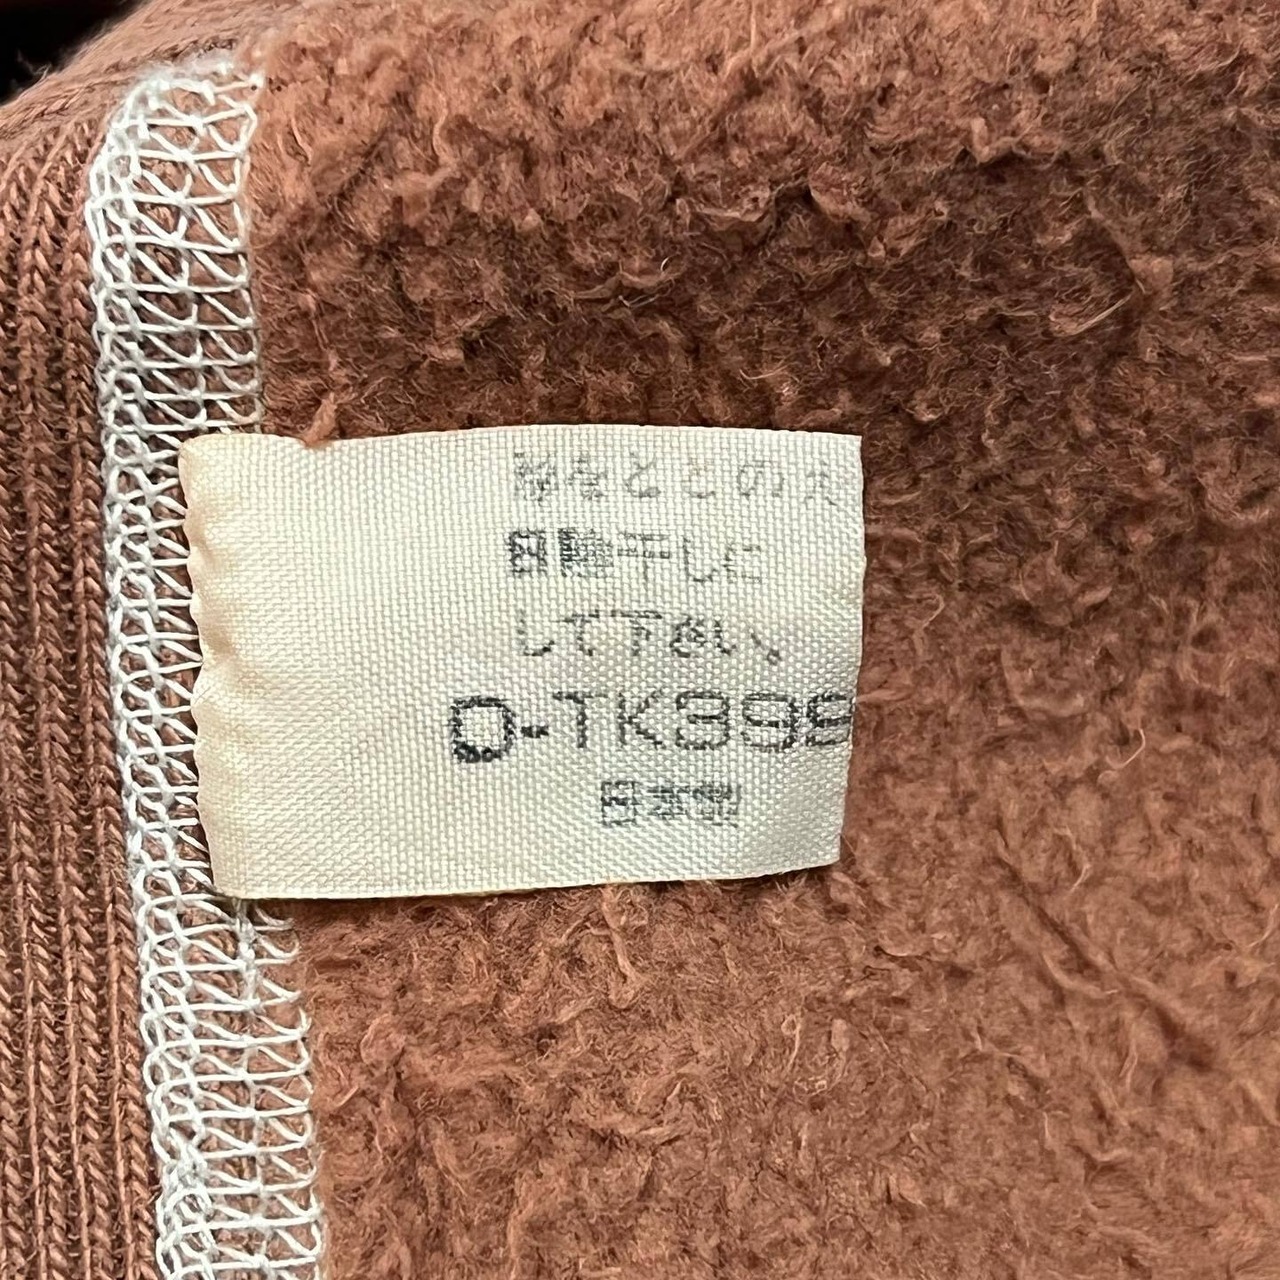 形をととのえ
日陰干しに
して下さい。
O-TK399
日本製